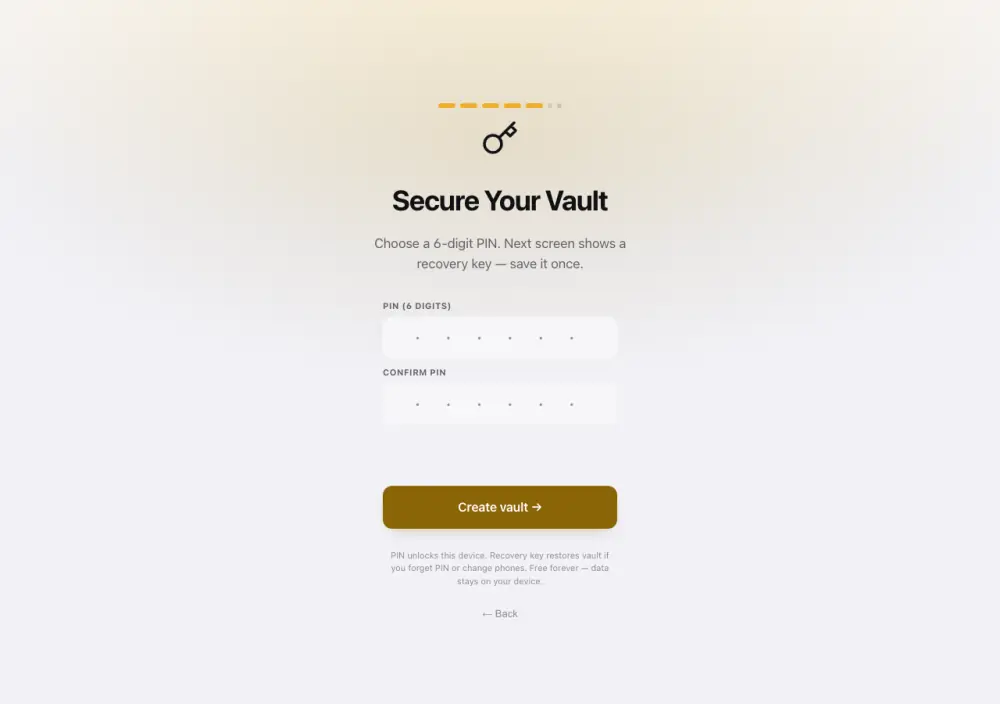 Secure Your Vault
Choose a 6-digit PIN. Next screen shows a
recovery key — save it once.
PIN (6 DIGITS)
CONFIRM PIN
Create vault →
PIN unlocks this device. Recovery key restores vault if
you forget PIN or change phones. Free forever — data
stays on your device.
← Back